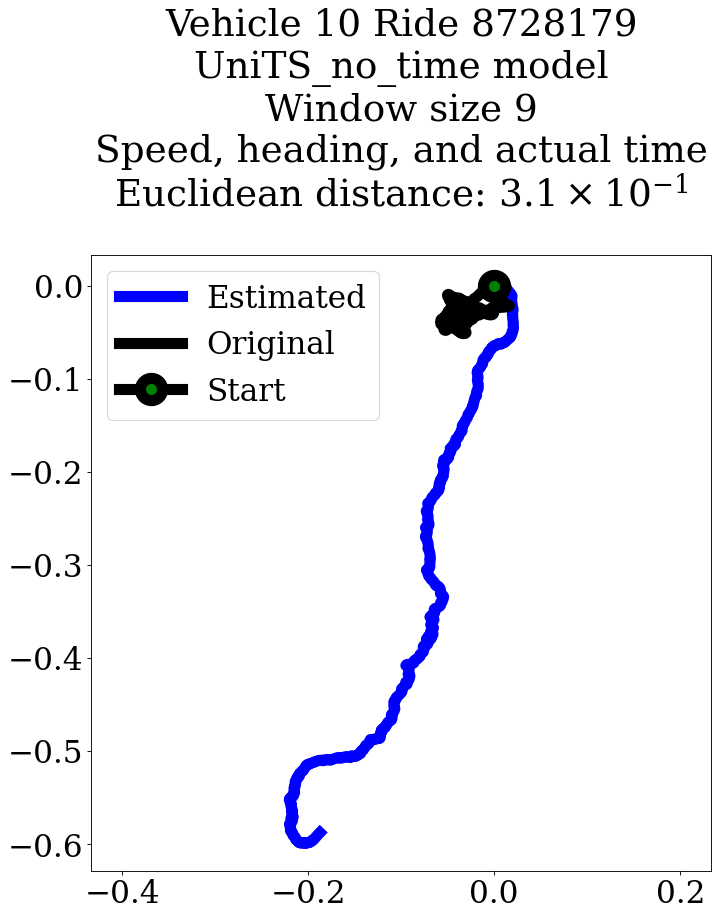 Vehicle 10 Ride 8728179
UniTS_no_time model
Window size 9
Speed, heading, and actual time
Euclidean distance: 3.1 × 10⁻¹
Estimated
Original
Start
0.0
−0.1
−0.2
−0.3
−0.4
−0.5
−0.6
−0.4
−0.2
0.0
0.2